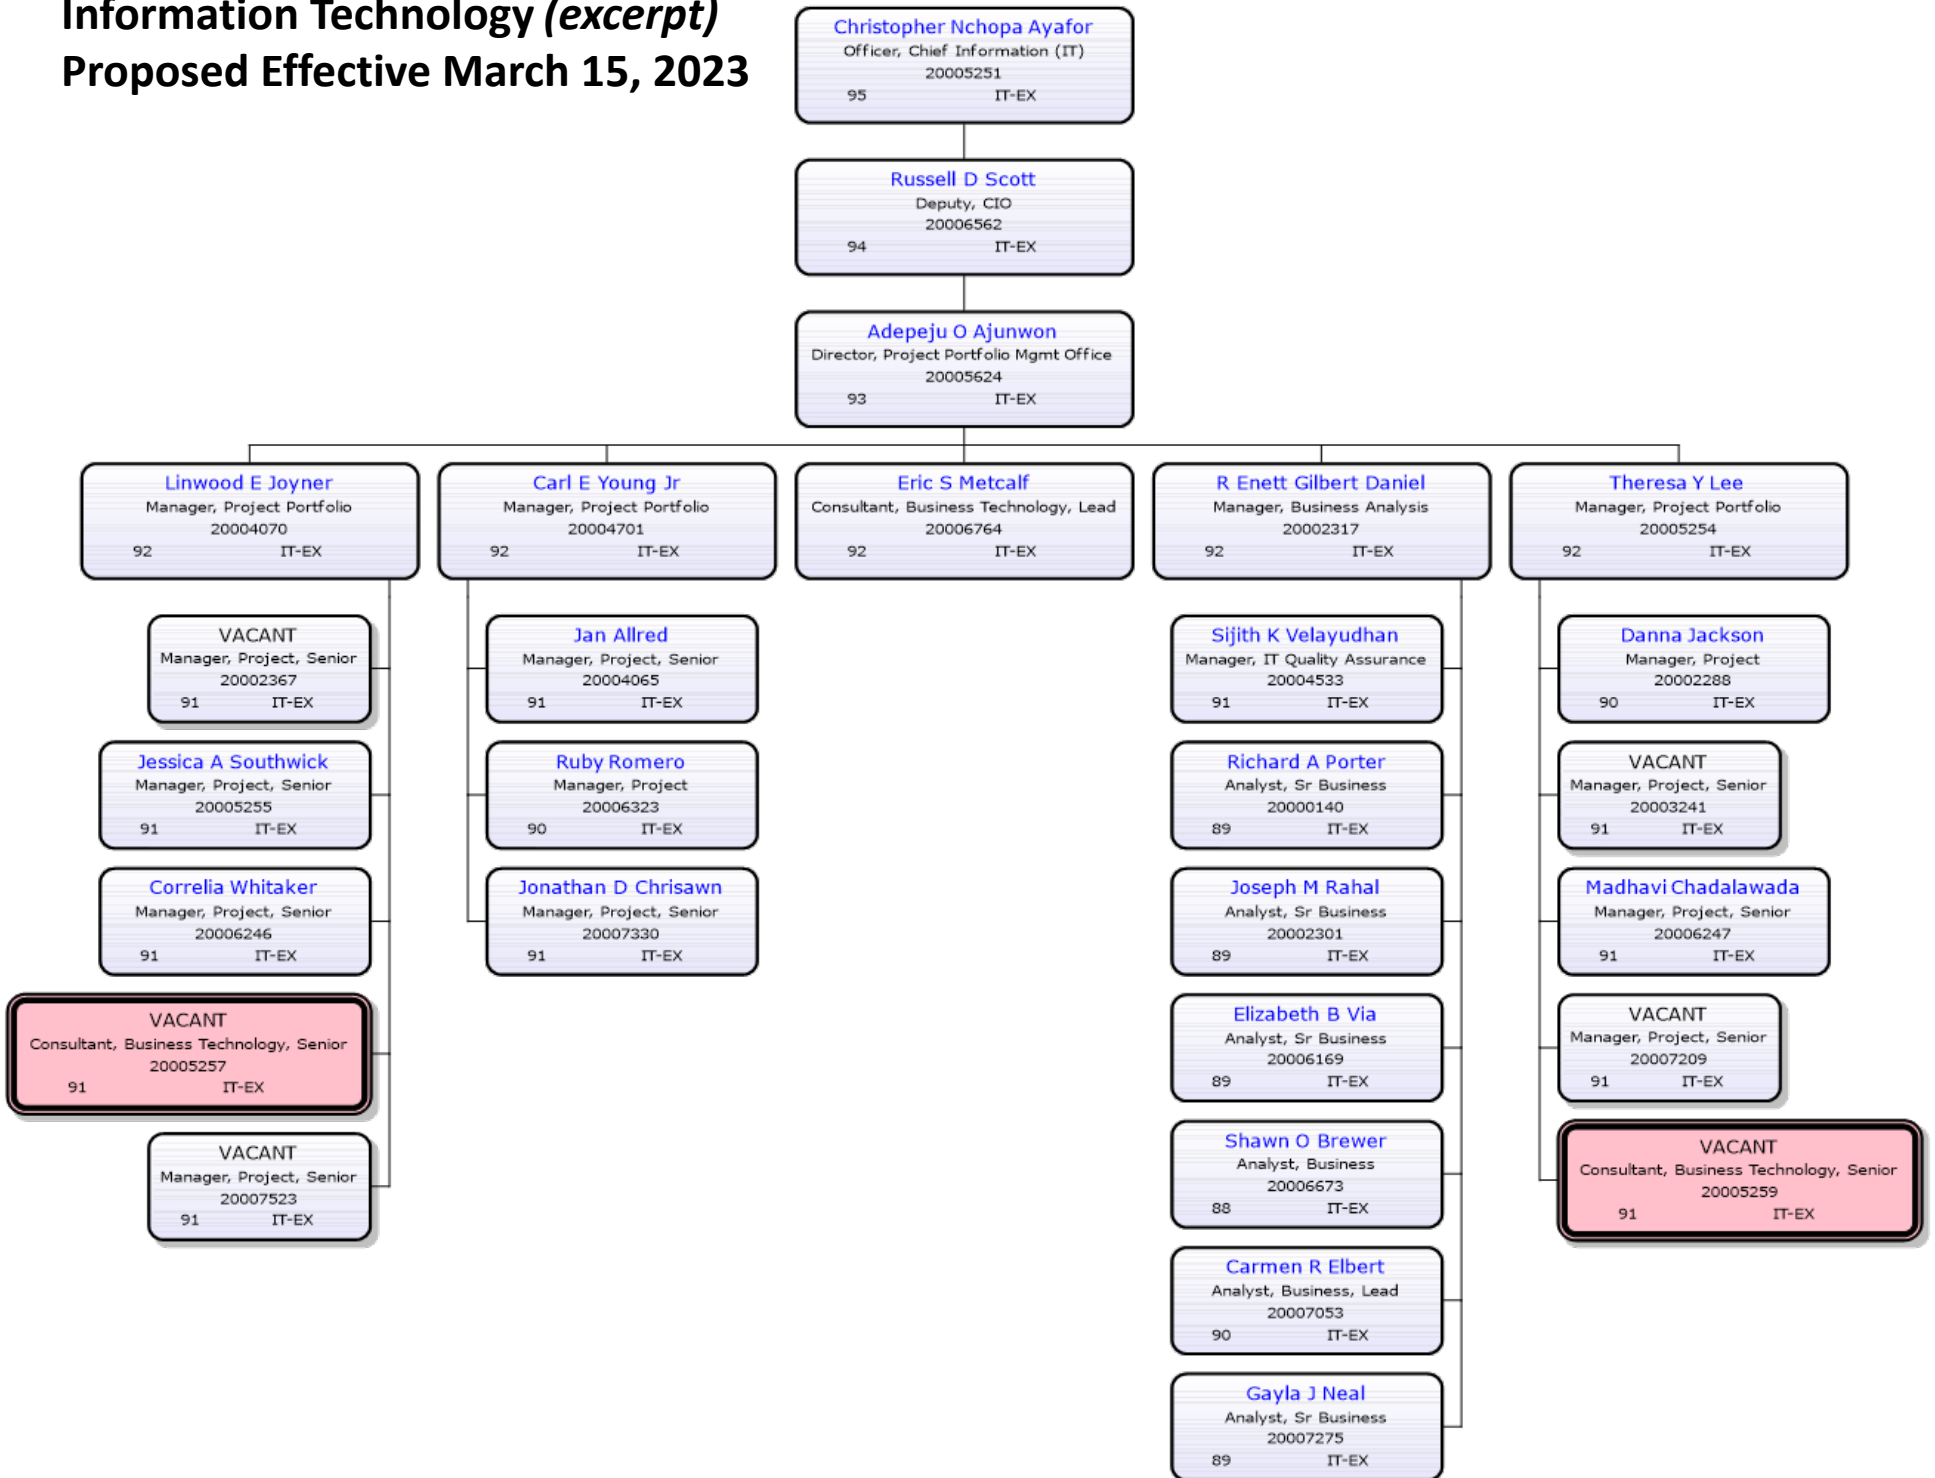 Information Technology (excerpt)
Proposed Effective March 15, 2023
Christopher Nchopa Ayafor
Officer, Chief Information (IT)
20005251
95 IT-EX
Russell D Scott
Deputy, CIO
20006562
94 IT-EX
Adepeju O Ajunwon
Director, Project Portfolio Mgmt Office
20005624
93 IT-EX
Linwood E Joyner
Manager, Project Portfolio
20004070
92 IT-EX
VACANT
Manager, Project, Senior
20002367
91 IT-EX
Jessica A Southwick
Manager, Project, Senior
20005255
91 IT-EX
Correlia Whitaker
Manager, Project, Senior
20006246
91 IT-EX
VACANT
Consultant, Business Technology, Senior
20005257
91 IT-EX
VACANT
Manager, Project, Senior
20007523
91 IT-EX
Carl E Young Jr
Manager, Project Portfolio
20004701
92 IT-EX
Jan Allred
Manager, Project, Senior
20004065
91 IT-EX
Ruby Romero
Manager, Project
20006323
90 IT-EX
Jonathan D Chrisawn
Manager, Project, Senior
20007330
91 IT-EX
Eric S Metcalf
Consultant, Business Technology, Lead
20006764
92 IT-EX
R Enett Gilbert Daniel
Manager, Business Analysis
20002317
92 IT-EX
Sijith K Velayudhan
Manager, IT Quality Assurance
20004533
91 IT-EX
Richard A Porter
Analyst, Sr Business
20000140
89 IT-EX
Joseph M Rahal
Analyst, Sr Business
20002301
89 IT-EX
Elizabeth B Via
Analyst, Sr Business
20006169
89 IT-EX
Shawn O Brewer
Analyst, Business
20006673
88 IT-EX
Carmen R Elbert
Analyst, Business, Lead
20007053
90 IT-EX
Gayla J Neal
Analyst, Sr Business
20007275
89 IT-EX
Theresa Y Lee
Manager, Project Portfolio
20005254
92 IT-EX
Danna Jackson
Manager, Project
20002288
90 IT-EX
VACANT
Manager, Project, Senior
20003241
91 IT-EX
Madhavi Chadalawada
Manager, Project, Senior
20006247
91 IT-EX
VACANT
Manager, Project, Senior
20007209
91 IT-EX
VACANT
Consultant, Business Technology, Senior
20005259
91 IT-EX